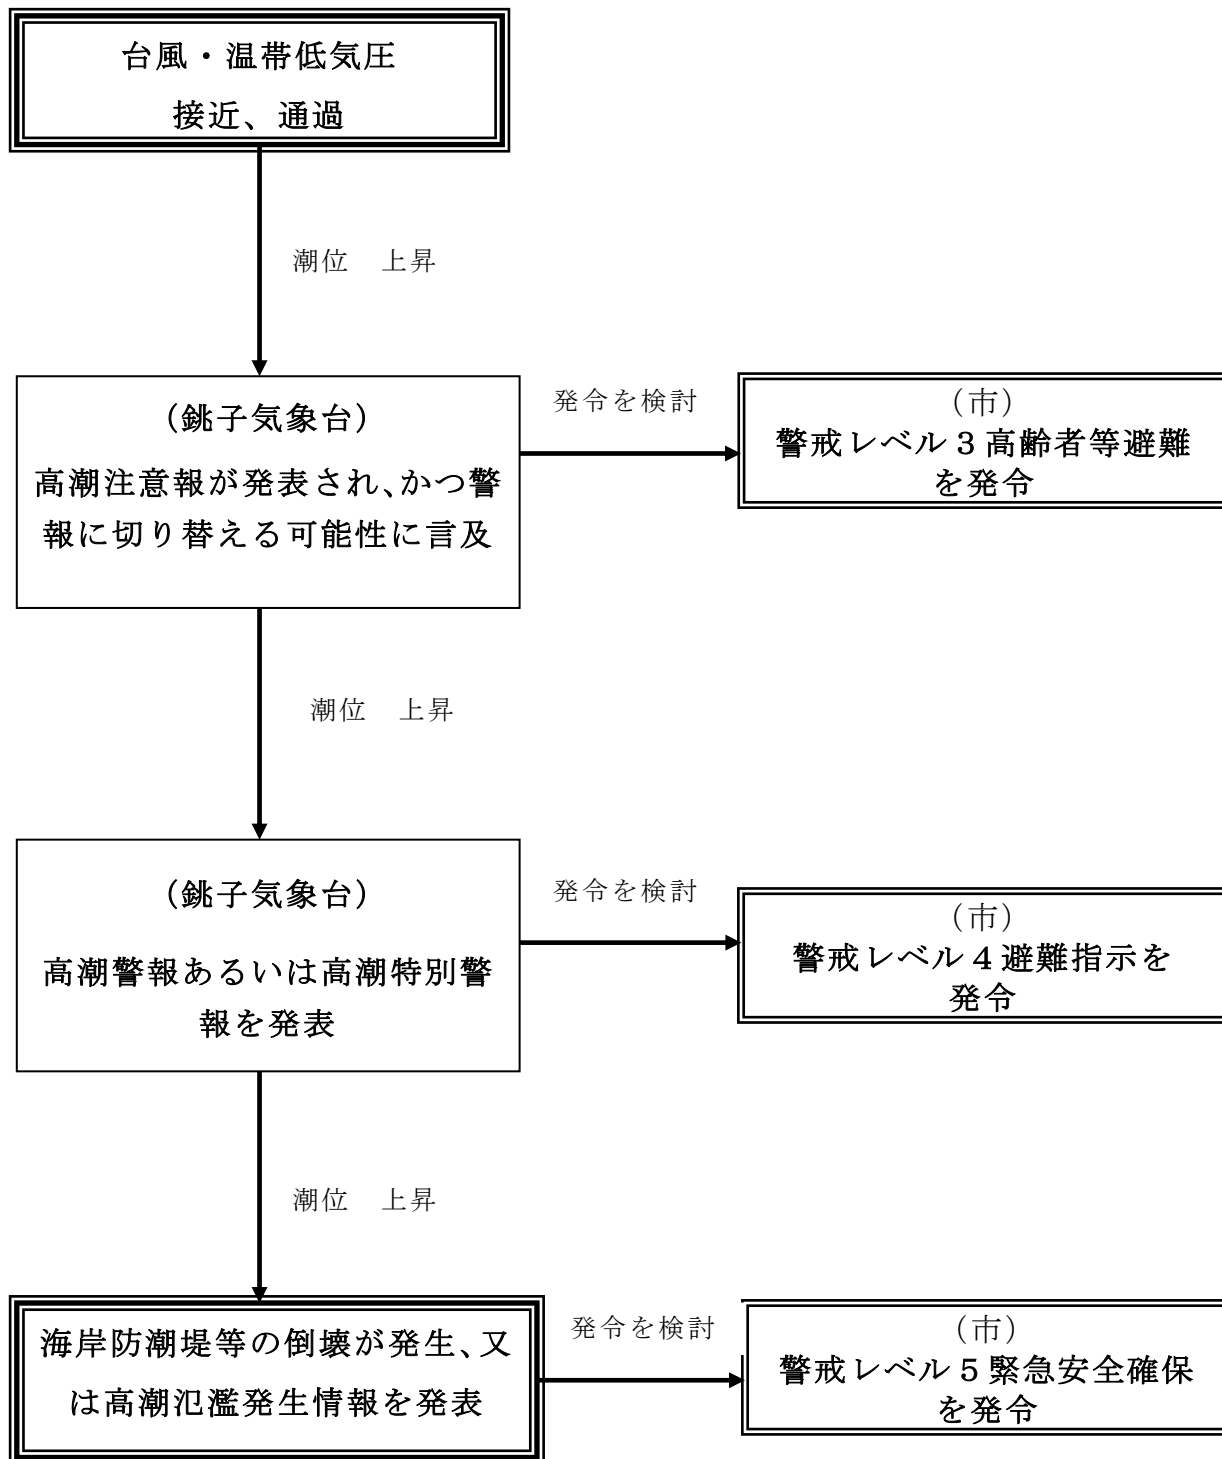 台風・温帯低気圧
接近、通過
潮位　上昇
（銚子気象台）
高潮注意報が発表され、かつ警
報に切り替える可能性に言及
発令を検討
（市）
警戒レベル３高齢者等避難
を発令
潮位　上昇
（銚子気象台）
高潮警報あるいは高潮特別警
報を発表
発令を検討
（市）
警戒レベル４避難指示を
発令
潮位　上昇
海岸防潮堤等の倒壊が発生、又
は高潮氾濫発生情報を発表
発令を検討
（市）
警戒レベル５緊急安全確保
を発令